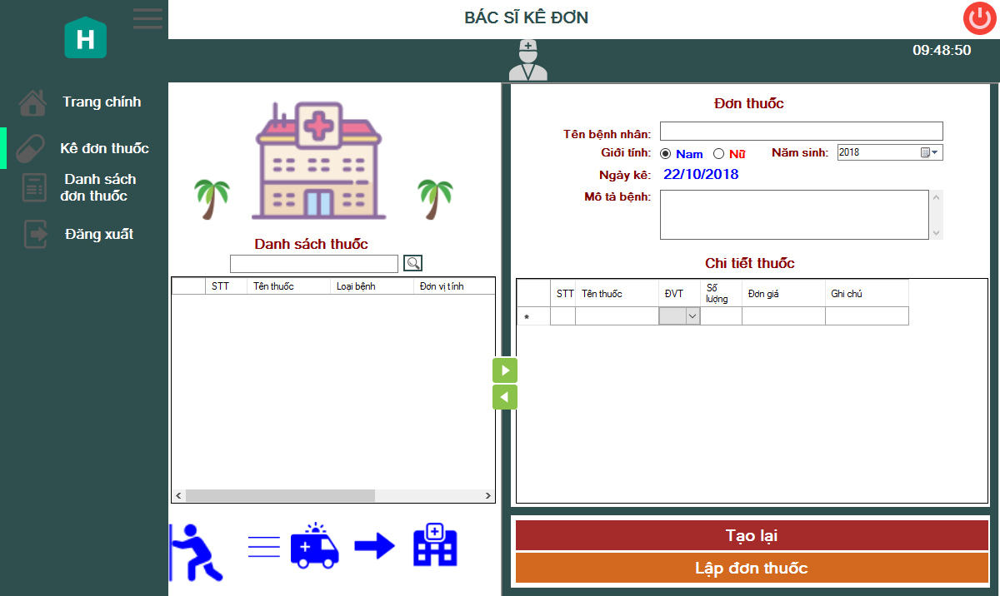 BÁC SĨ KÊ ĐƠN
H
09:48:50
Trang chính
Kê đơn thuốc
Danh sách
đơn thuốc
Đăng xuất
Danh sách thuốc
STT Tên thuốc Loại bệnh Đơn vị tính
Đơn thuốc
Tên bệnh nhân:
Giới tính: Nam Nữ Năm sinh: 2018
Ngày kê: 22/10/2018
Mô tả bệnh:
Chi tiết thuốc
STT Tên thuốc ĐVT Số lượng Đơn giá Ghi chú
*
Tạo lại
Lập đơn thuốc